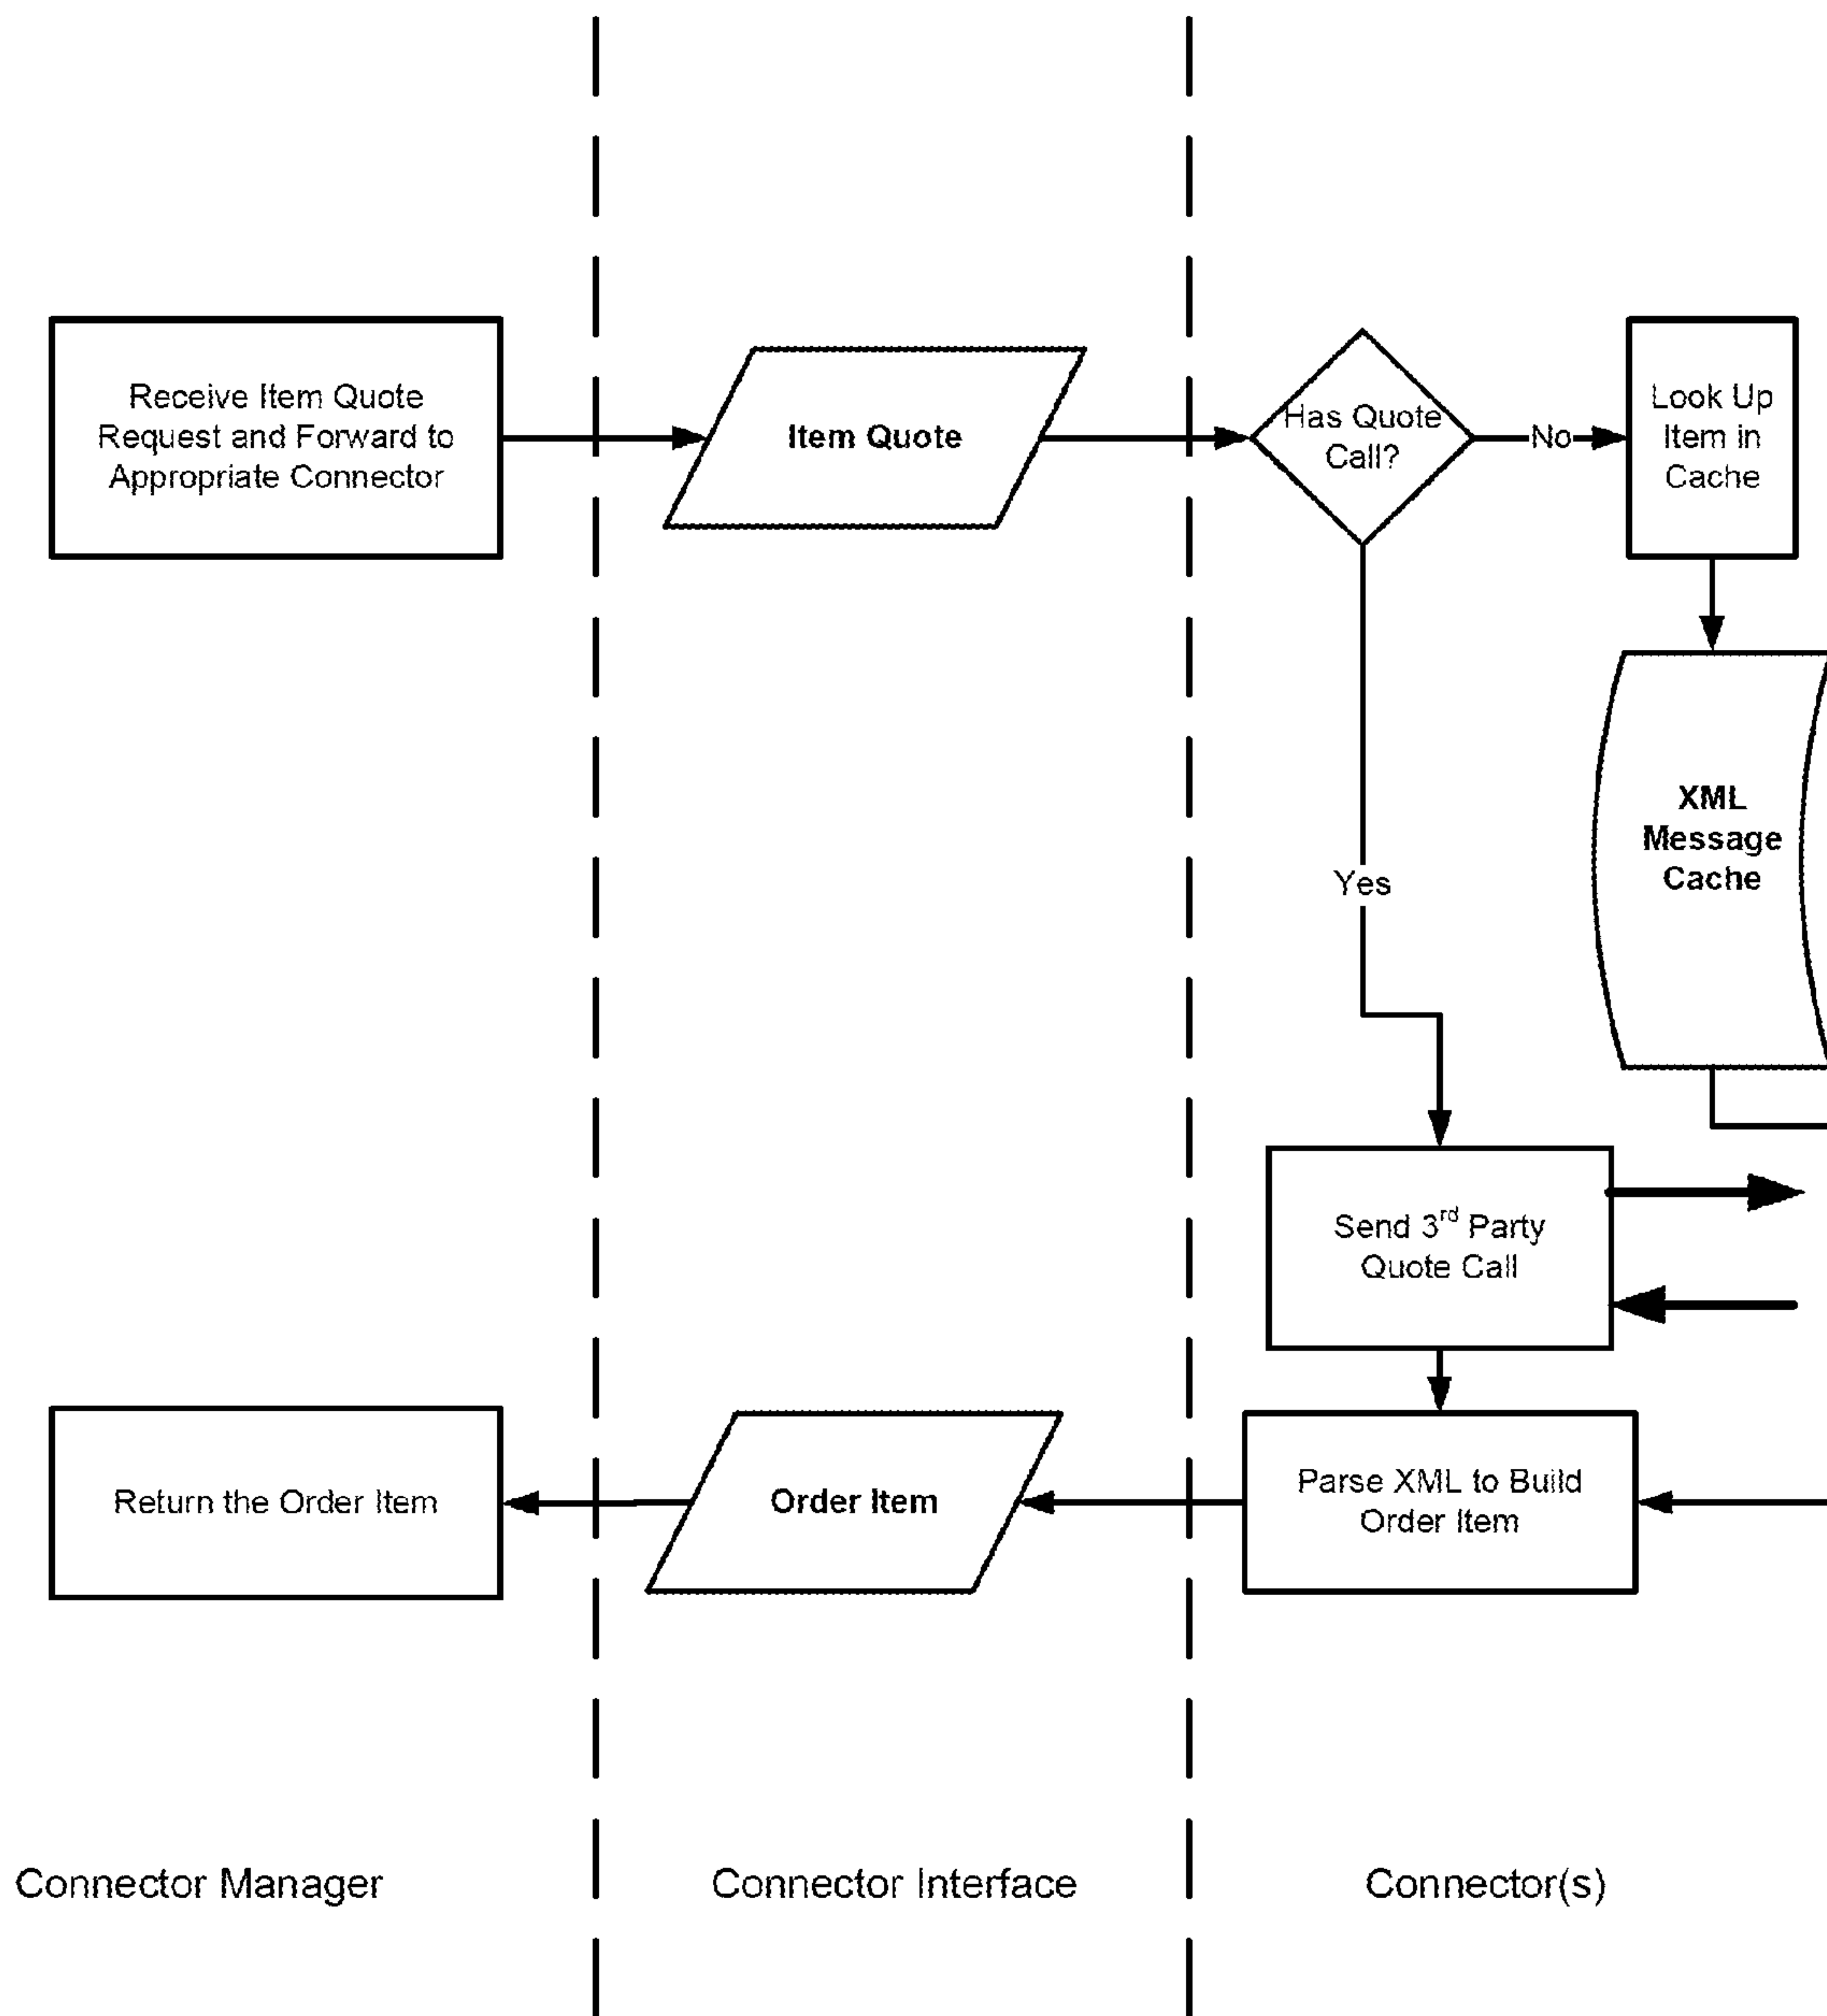 Receive Item Quote
Request and Forward to
Appropriate Connector
Item Quote
Has Quote
Call?
No
Look Up
Item in
Cache
XML
Message
Cache
Yes
Send 3rd Party
Quote Call
Return the Order Item
Order Item
Parse XML to Build
Order Item
Connector Manager
Connector Interface
Connector(s)